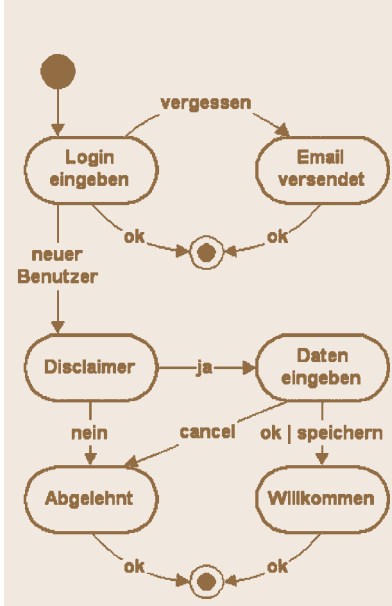 vergessen
Login
eingeben
Email
versendet
ok
ok
neuer
Benutzer
Disclaimer
ja
Daten
eingeben
nein
cancel
ok | speichern
Abgelehnt
Willkommen
ok
ok